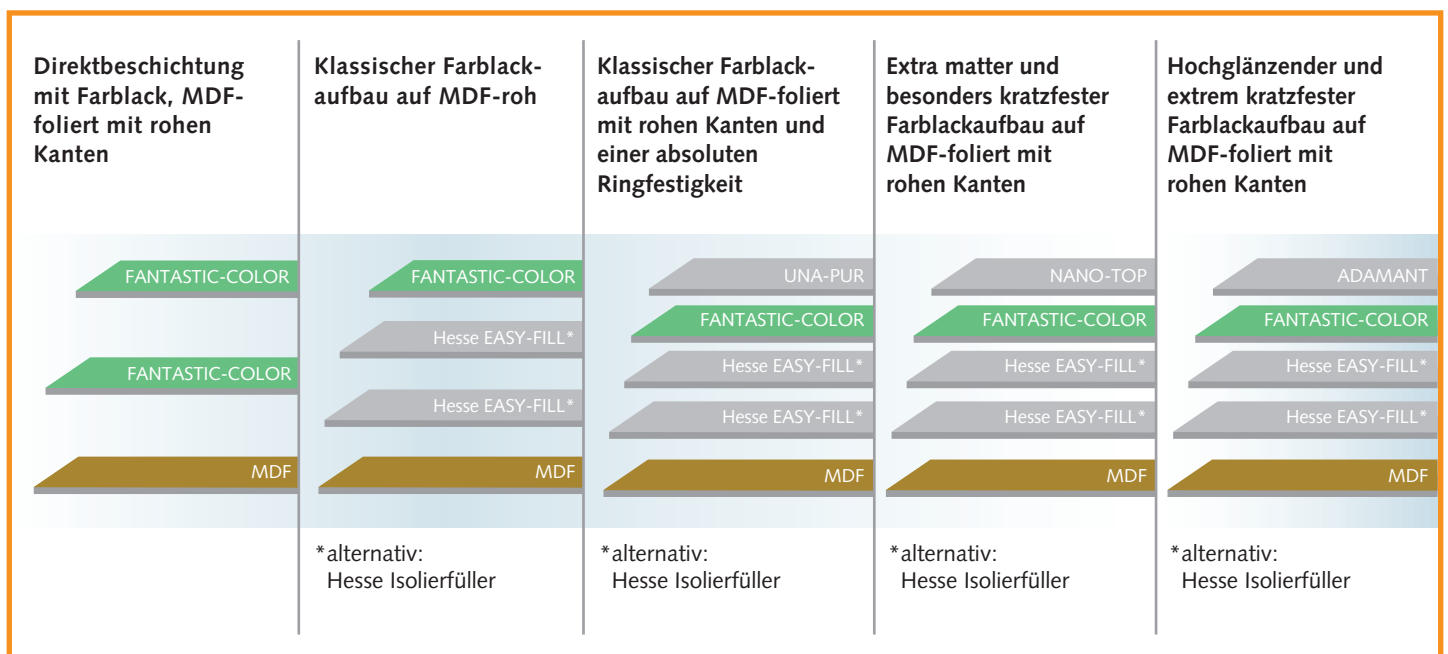 Direktbeschichtung
mit Farblack, MDF-
foliert mit rohen
Kanten
FANTASTIC-COLOR
FANTASTIC-COLOR
MDF
Klassischer Farblack-
aufbau auf MDF-roh
FANTASTIC-COLOR
Hesse EASY-FILL*
Hesse EASY-FILL*
MDF
*alternativ:
Hesse Isolierfüller
Klassischer Farblack-
aufbau auf MDF-foliert
mit rohen Kanten und
einer absoluten
Ringfestigkeit
UNA-PUR
FANTASTIC-COLOR
Hesse EASY-FILL*
Hesse EASY-FILL*
MDF
*alternativ:
Hesse Isolierfüller
Extra matter und
besonders kratzfester
Farblackaufbau auf
MDF-foliert mit
rohen Kanten
NANO-TOP
FANTASTIC-COLOR
Hesse EASY-FILL*
Hesse EASY-FILL*
MDF
*alternativ:
Hesse Isolierfüller
Hochglänzender und
extrem kratzfester
Farblackaufbau auf
MDF-foliert mit
rohen Kanten
ADAMANT
FANTASTIC-COLOR
Hesse EASY-FILL*
Hesse EASY-FILL*
MDF
*alternativ:
Hesse Isolierfüller